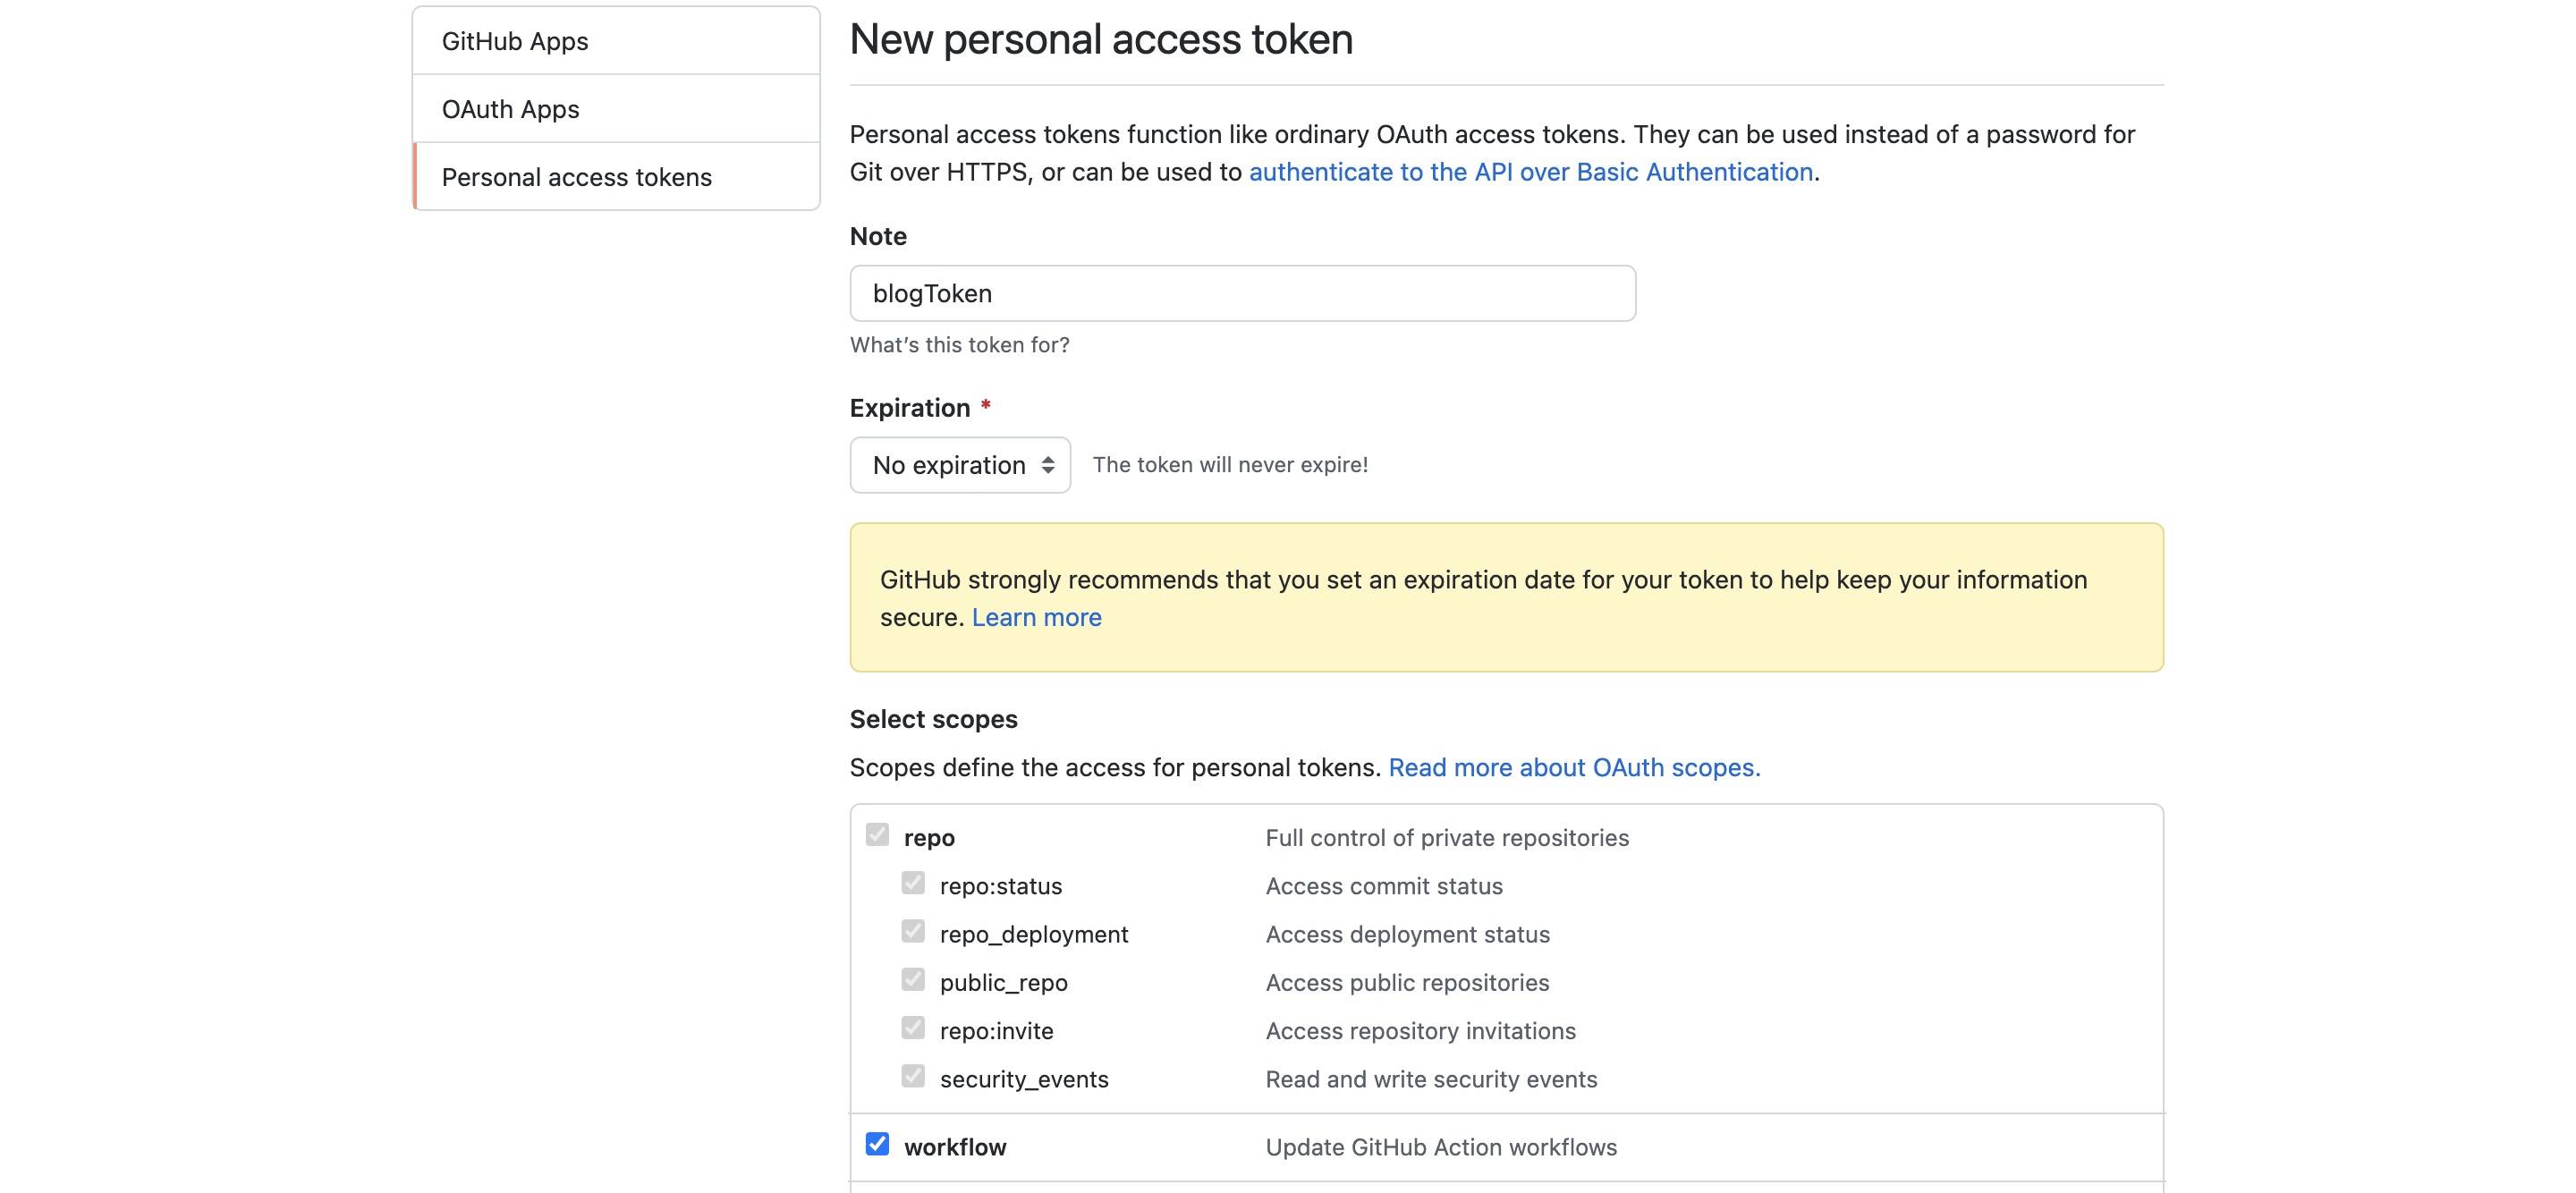 GitHub Apps
OAuth Apps
Personal access tokens
New personal access token
Personal access tokens function like ordinary OAuth access tokens. They can be used instead of a password for
Git over HTTPS, or can be used to authenticate to the API over Basic Authentication.
Note
blogToken
What's this token for?
Expiration *
No expiration The token will never expire!
GitHub strongly recommends that you set an expiration date for your token to help keep your information
secure. Learn more
Select scopes
Scopes define the access for personal tokens. Read more about OAuth scopes.
repo Full control of private repositories
repo:status Access commit status
repo_deployment Access deployment status
public_repo Access public repositories
repo:invite Access repository invitations
security_events Read and write security events
workflow Update GitHub Action workflows